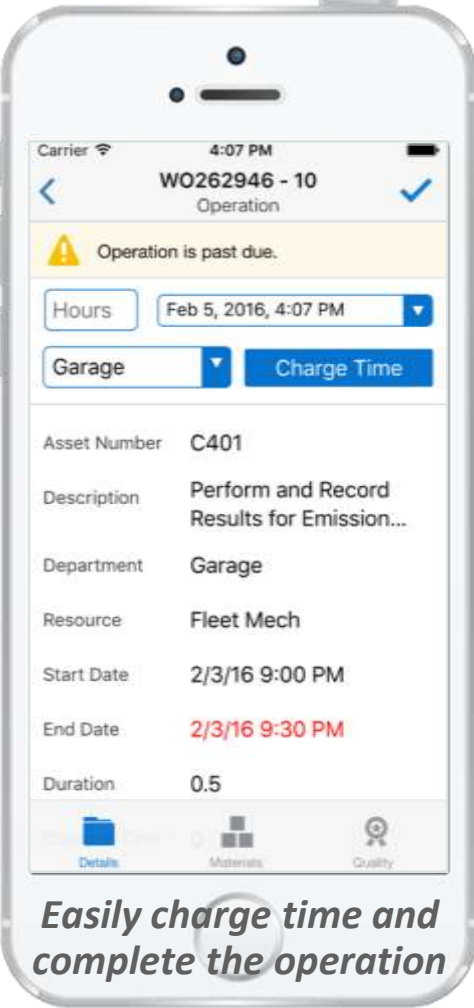 Carrier 4:07 PM
WO262946 - 10
Operation
Operation is past due.
Hours Feb 5, 2016, 4:07 PM
Garage Charge Time
Asset Number C401
Description Perform and Record
Results for Emission...
Department Garage
Resource Fleet Mech
Start Date 2/3/16 9:00 PM
End Date 2/3/16 9:30 PM
Duration 0.5
Details Materials Quality
Easily charge time and
complete the operation